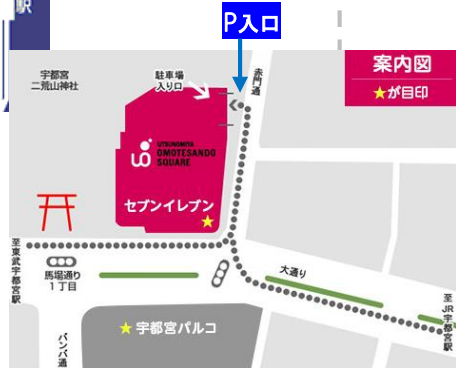 駅
P入口
案内図
★が目印
宇都宮
二荒山神社
駐車場
入り口
赤門通
UTSUNOMIYA
OMOTESANDO
SQUARE
セブンイレブン
★
至東武宇都宮駅
馬場通り
1丁目
大通り
至JR宇都宮駅
★宇都宮パルコ
バンバ通